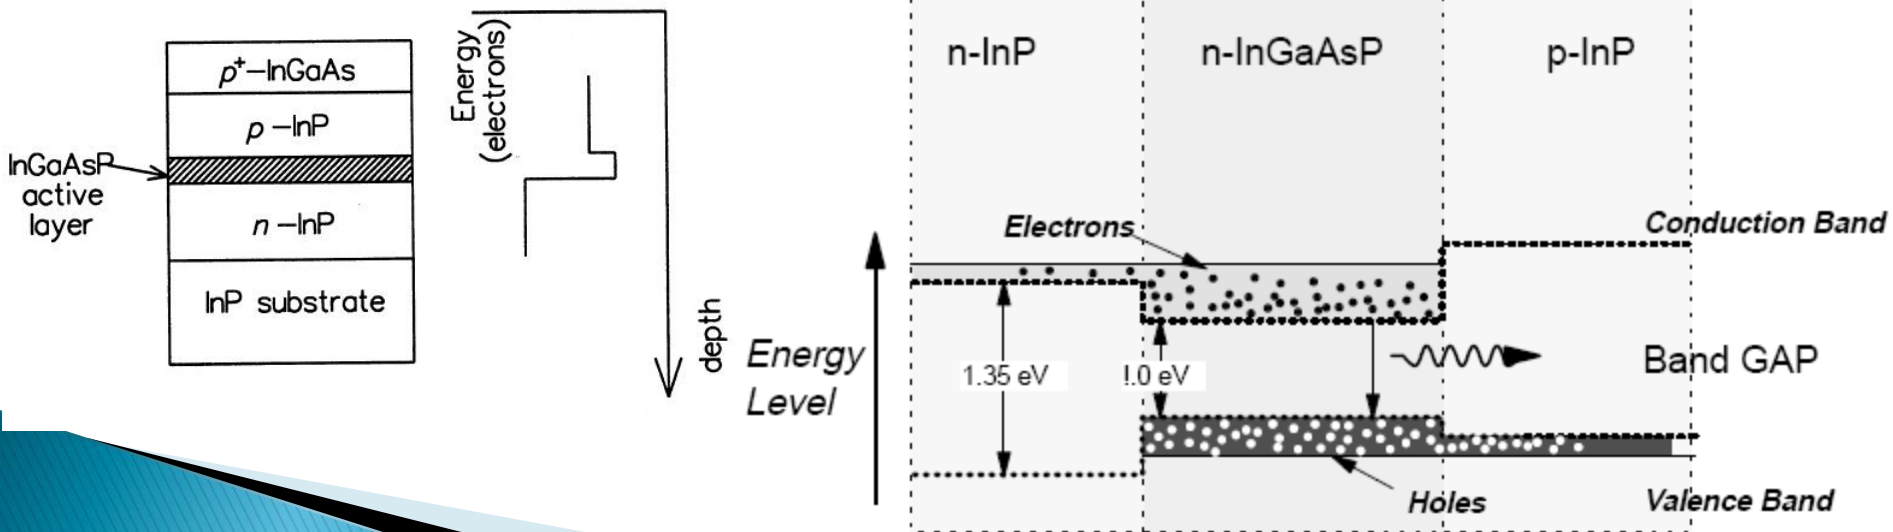 p⁺–InGaAs
p –InP
InGaAsP
active
layer
n –InP
InP substrate
Energy
(electrons)
depth
n-InP
n-InGaAsP
p-InP
Electrons
Conduction Band
Energy
Level
1.35 eV
!.0 eV
Band GAP
Holes
Valence Band